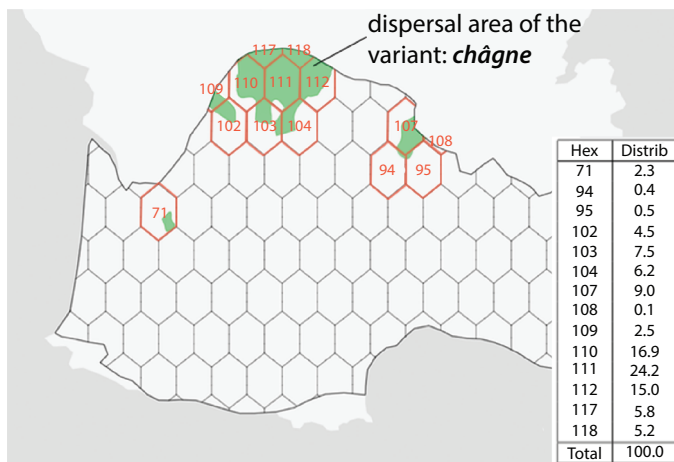 dispersal area of the
variant: châgne
117 118
109 110 111 112
102 103 104 107 108
94 95
71
Hex Distrib
71 2.3
94 0.4
95 0.5
102 4.5
103 7.5
104 6.2
107 9.0
108 0.1
109 2.5
110 16.9
111 24.2
112 15.0
117 5.8
118 5.2
Total 100.0